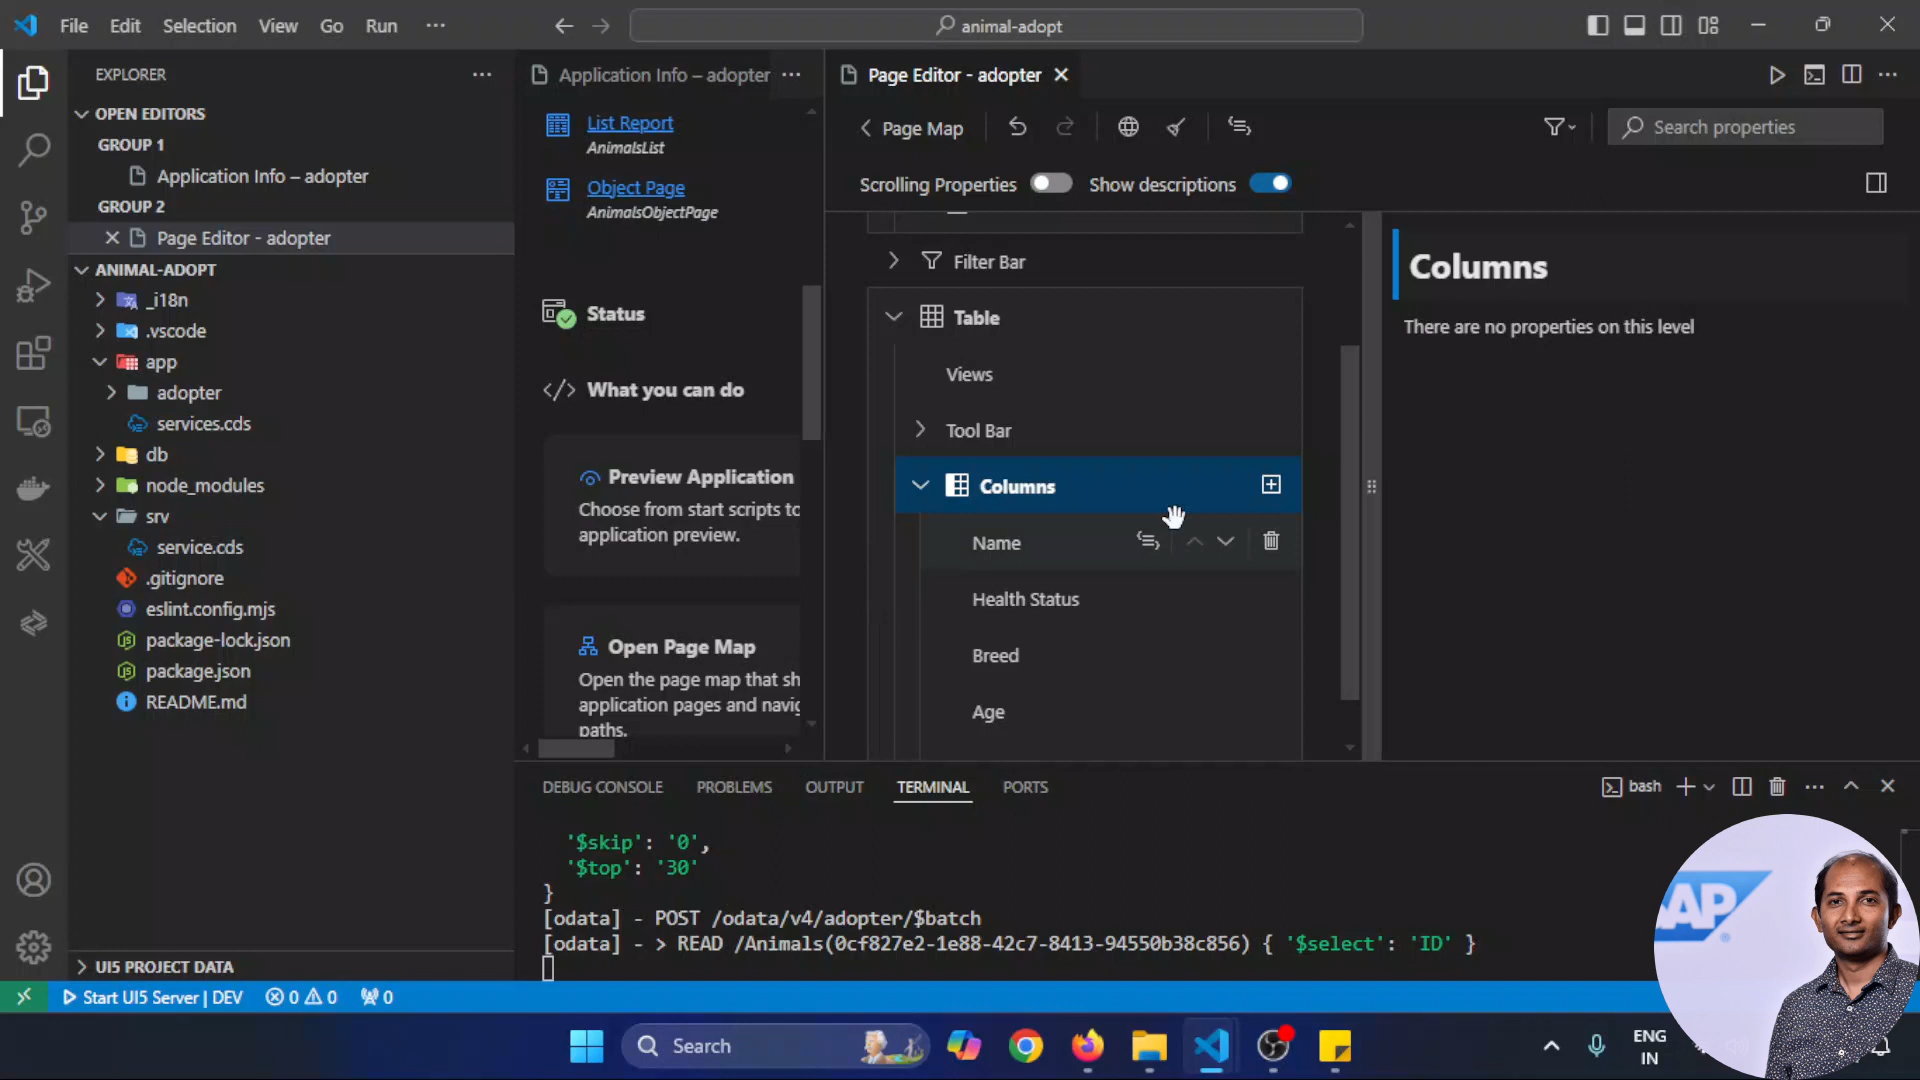 File Edit Selection View Go Run ··· animal-adopt
EXPLORER
OPEN EDITORS
GROUP 1
Application Info – adopter
GROUP 2
Page Editor - adopter
ANIMAL-ADOPT
_i18n
.vscode
app
adopter
services.cds
db
node_modules
srv
service.cds
.gitignore
eslint.config.mjs
package-lock.json
package.json
README.md
UI5 PROJECT DATA
Application Info – adopter
List Report
AnimalsList
Object Page
AnimalsObjectPage
Status
What you can do
Preview Application
Choose from start scripts to
application preview.
Open Page Map
Open the page map that sh
application pages and navig
paths.
Page Editor - adopter
Page Map
Search properties
Scrolling Properties
Show descriptions
Filter Bar
Table
Views
Tool Bar
Columns
Name
Health Status
Breed
Age
Columns
There are no properties on this level
DEBUG CONSOLE PROBLEMS OUTPUT TERMINAL PORTS
bash
'$skip': '0',
'$top': '30'
}
[odata] - POST /odata/v4/adopter/$batch
[odata] - > READ /Animals(0cf827e2-1e88-42c7-8413-94550b38c856) { '$select': 'ID' }
AP
Start UI5 Server | DEV 0 0 0
Search
ENG
IN